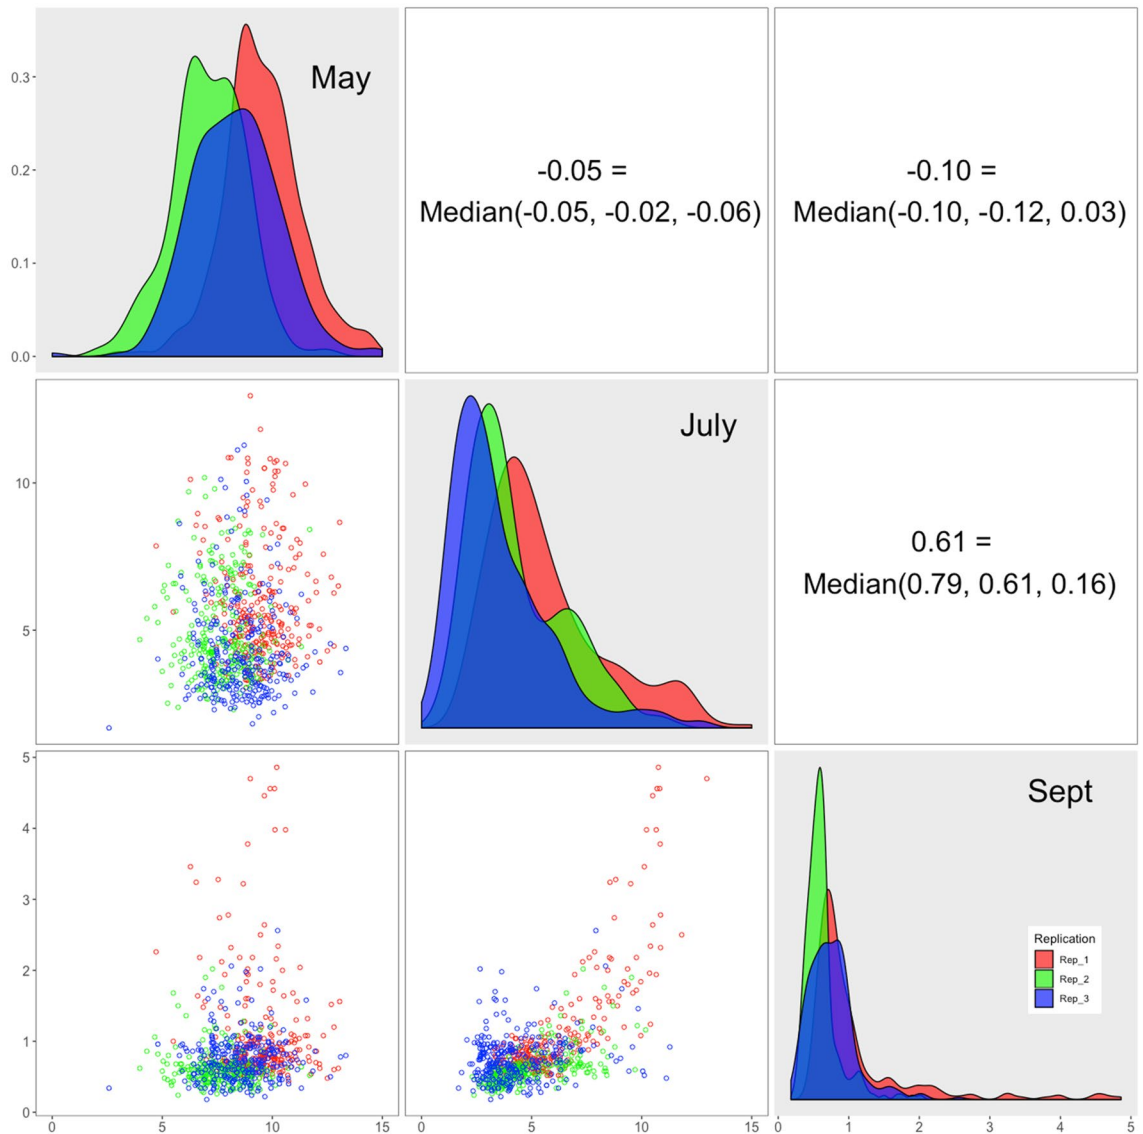 May
0.3
0.2
0.1
0.0
-0.05 =
Median(-0.05, -0.02, -0.06)
-0.10 =
Median(-0.10, -0.12, 0.03)
July
10
5
0.61 =
Median(0.79, 0.61, 0.16)
Sept
5
4
3
2
1
0
Replication
Rep_1
Rep_2
Rep_3
0 5 10 15
0 5 10 15
0 1 2 3 4 5